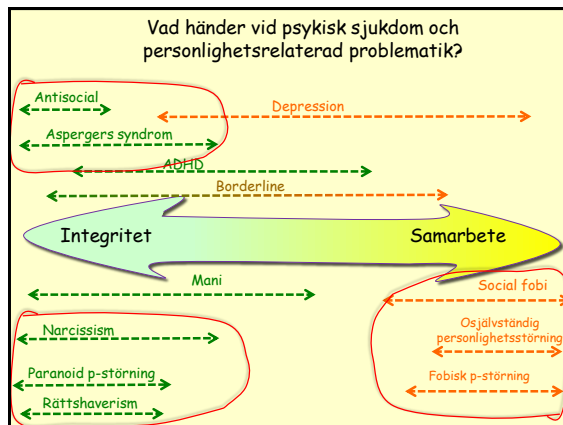 Vad händer vid psykisk sjukdom och
personlighetsrelaterad problematik?
Antisocial
Depression
Aspergers syndrom
ADHD
Borderline
Integritet
Samarbete
Mani
Social fobi
Narcissism
Osjälvständig
personlighetsstörning
Paranoid p-störning
Fobisk p-störning
Rättshaverism